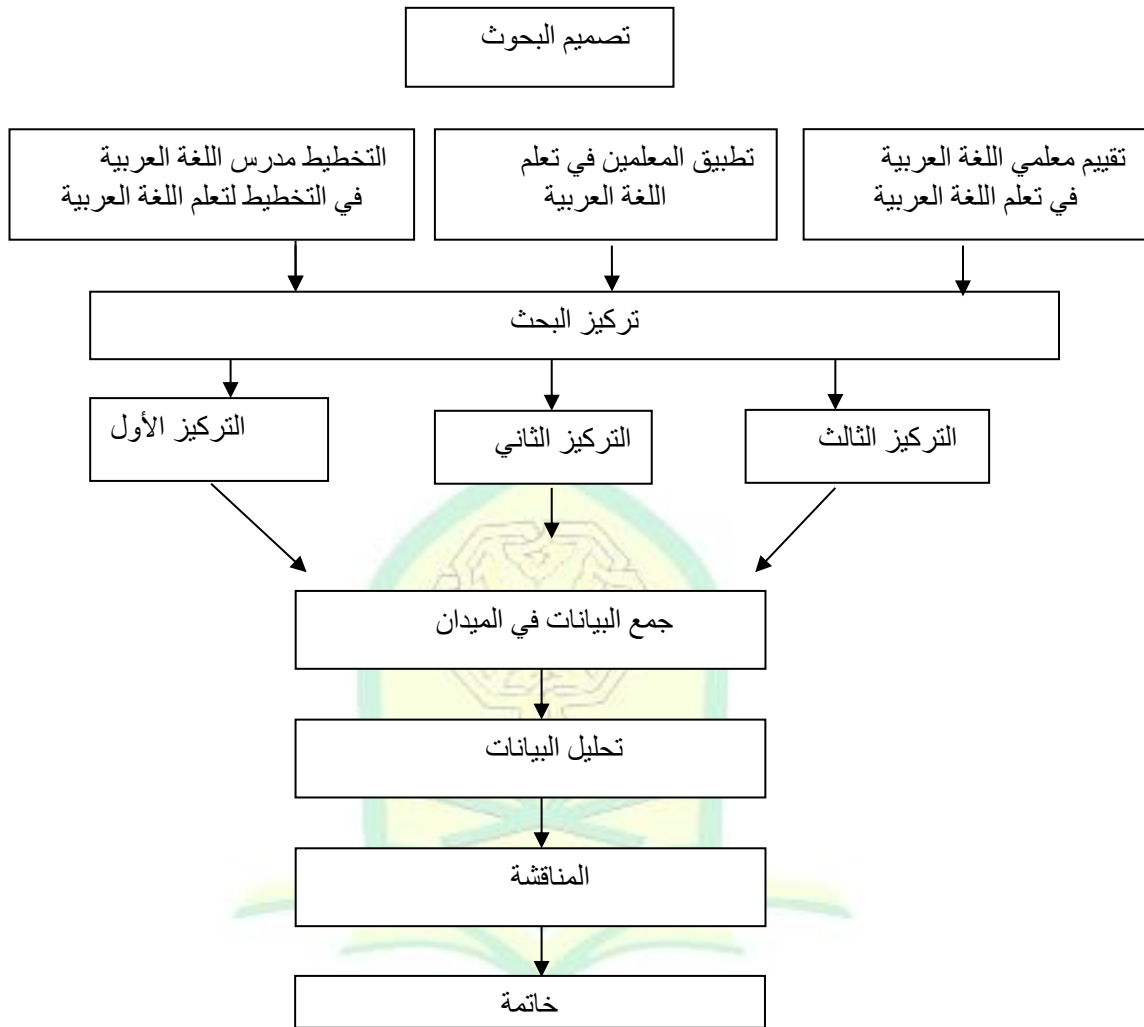 تصميم البحوث
تقييم معلمي اللغة العربية
في تعلم اللغة العربية
تطبيق المعلمين في تعلم
اللغة العربية
التخطيط مدرس اللغة العربية
في التخطيط لتعلم اللغة العربية
تركيز البحث
التركيز الثالث
التركيز الثاني
التركيز الأول
جمع البيانات في الميدان
تحليل البيانات
المناقشة
خاتمة